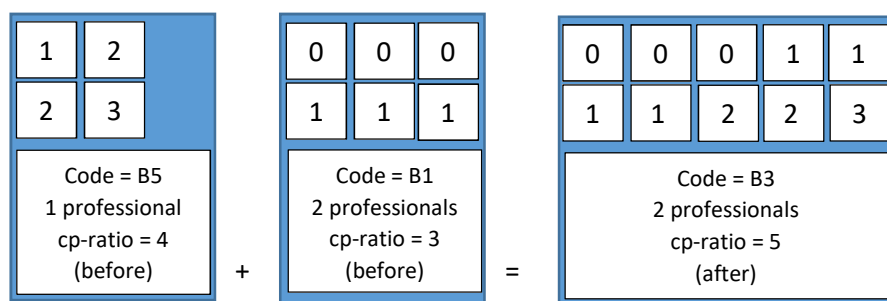 1 2
2 3
Code = B5
1 professional
cp-ratio = 4
(before)
+
0 0 0
1 1 1
Code = B1
2 professionals
cp-ratio = 3
(before)
=
0 0 0 1 1
1 1 2 2 3
Code = B3
2 professionals
cp-ratio = 5
(after)